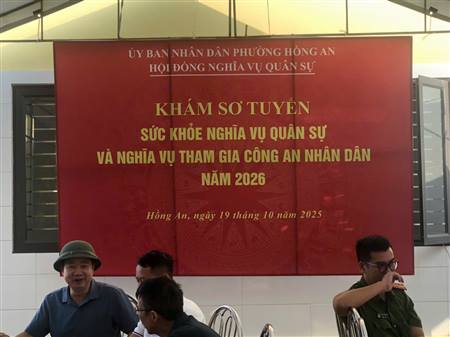 ỦY BAN NHÂN DÂN PHƯỜNG HỒNG AN
HỘI ĐỒNG NGHĨA VỤ QUÂN SỰ
KHÁM SƠ TUYỂN
SỨC KHỎE NGHĨA VỤ QUÂN SỰ
VÀ NGHĨA VỤ THAM GIA CÔNG AN NHÂN DÂN
NĂM 2026
Hồng An, ngày 19 tháng 10 năm 2025